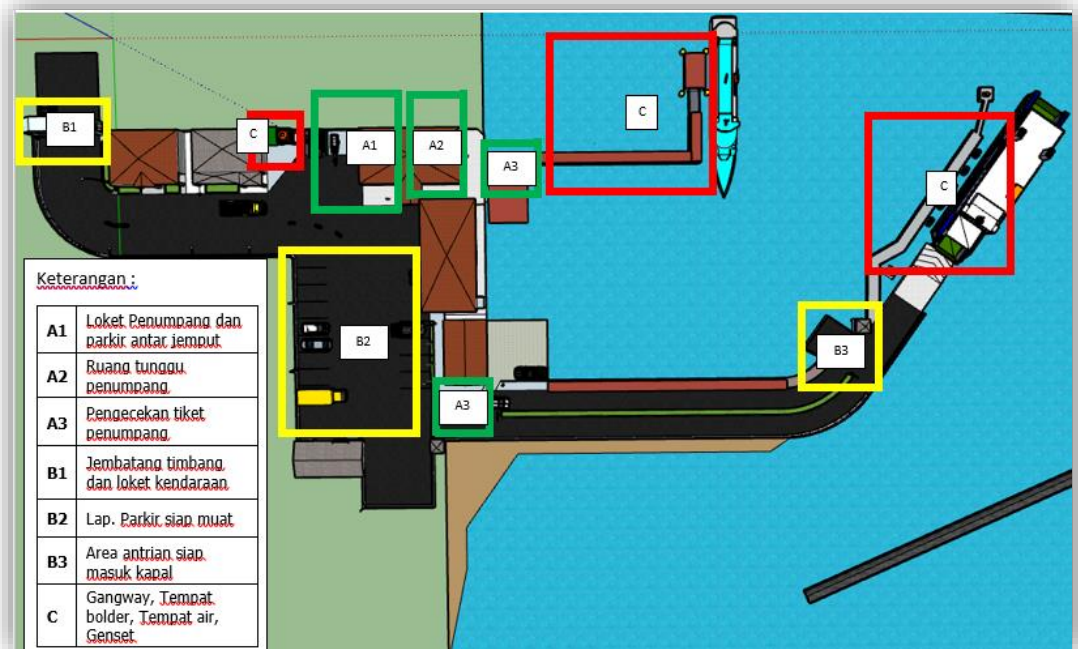 B1
C
A1
A2
A3
C
C
B2
B3
A3
Keterangan :
A1 Loket Penumpang dan
parkir antar jemput
A2 Ruang tunggu
penumpang
A3 Pengecekan tiket
penumpang
B1 Jembatang timbang
dan loket kendaraan
B2 Lap. Parkir siap muat
B3 Area antrian siap
masuk kapal
C Gangway, Tempat
bolder, Tempat air,
Genset